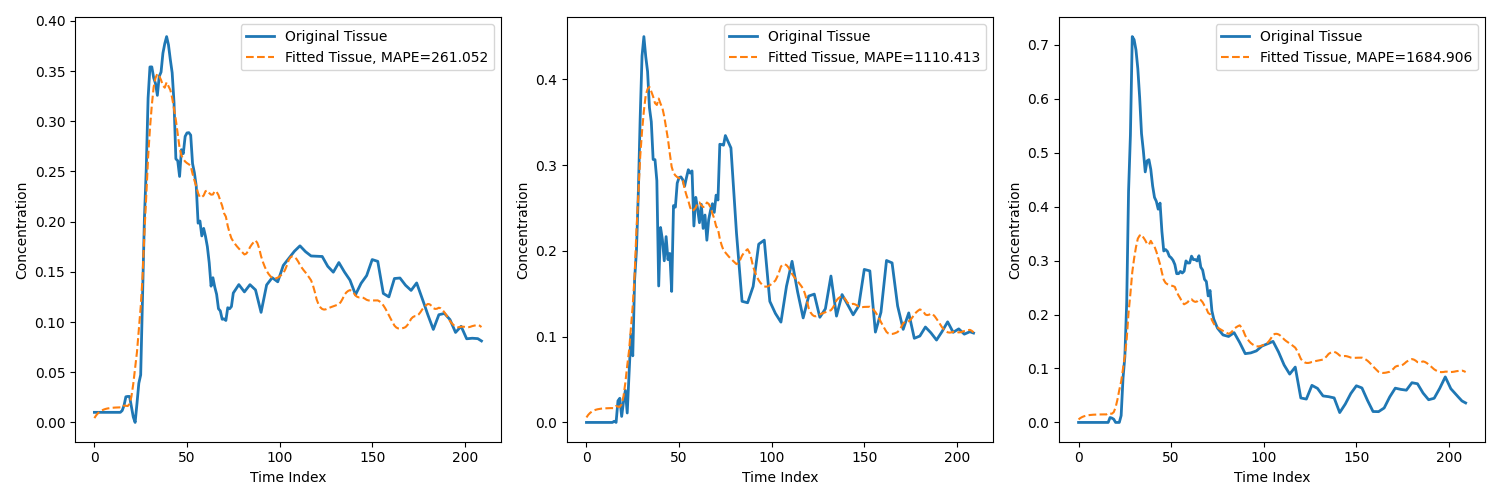 Original Tissue
Fitted Tissue, MAPE=261.052
Concentration
0.40
0.35
0.30
0.25
0.20
0.15
0.10
0.05
0.00
0 50 100 150 200
Time Index
Original Tissue
Fitted Tissue, MAPE=1110.413
Concentration
0.4
0.3
0.2
0.1
0.0
0 50 100 150 200
Time Index
Original Tissue
Fitted Tissue, MAPE=1684.906
Concentration
0.7
0.6
0.5
0.4
0.3
0.2
0.1
0.0
0 50 100 150 200
Time Index